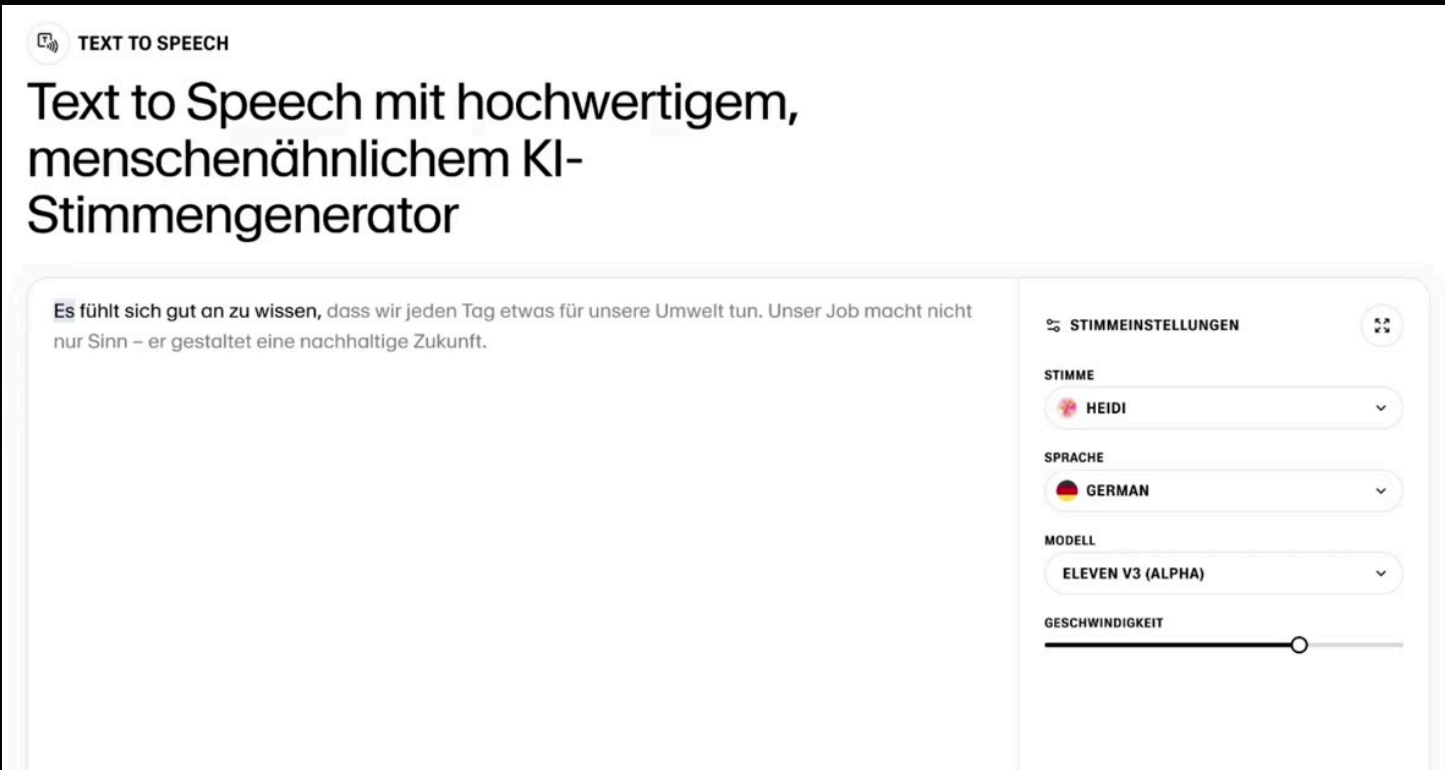 TEXT TO SPEECH
Text to Speech mit hochwertigem,
menschenähnlichem KI-
Stimmengenerator
Es fühlt sich gut an zu wissen, dass wir jeden Tag etwas für unsere Umwelt tun. Unser Job macht nicht
nur Sinn – er gestaltet eine nachhaltige Zukunft.
STIMMEINSTELLUNGEN
STIMME
HEIDI
SPRACHE
GERMAN
MODELL
ELEVEN V3 (ALPHA)
GESCHWINDIGKEIT